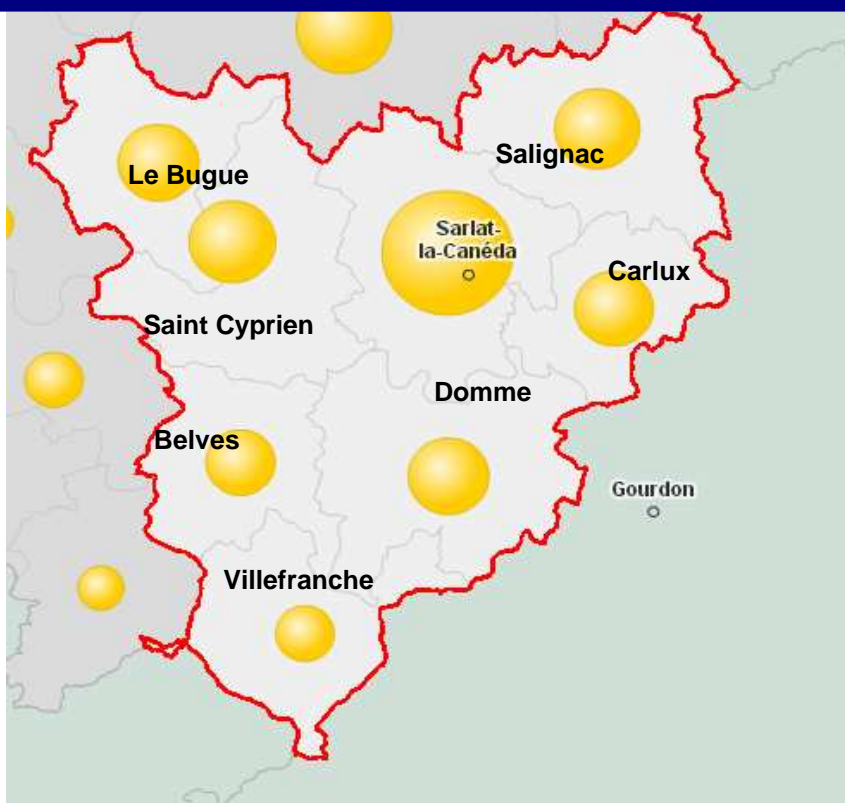 Salignac
Le Bugue
Sarlat-
la-Canéda
Carlux
Saint Cyprien
Domme
Belves
Gourdon
Villefranche